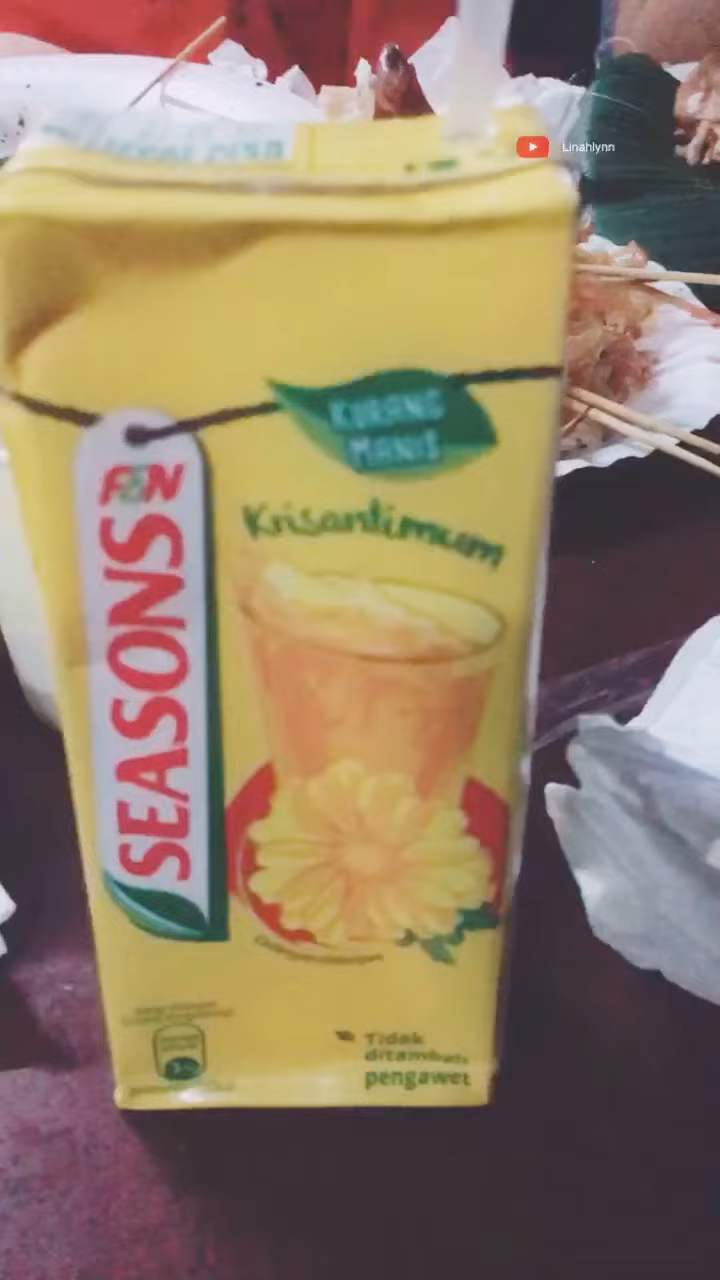 Linahlynn
KURANG
MANIS
F&N
SEASONS
Krisantimum
Tidak
ditambah
pengawet